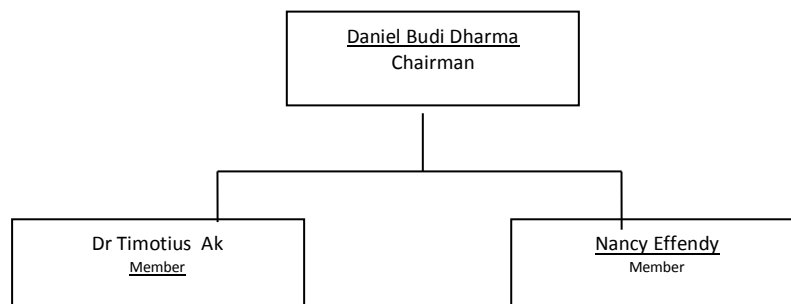 Daniel Budi Dharma
Chairman
Dr Timotius Ak
Member
Nancy Effendy
Member